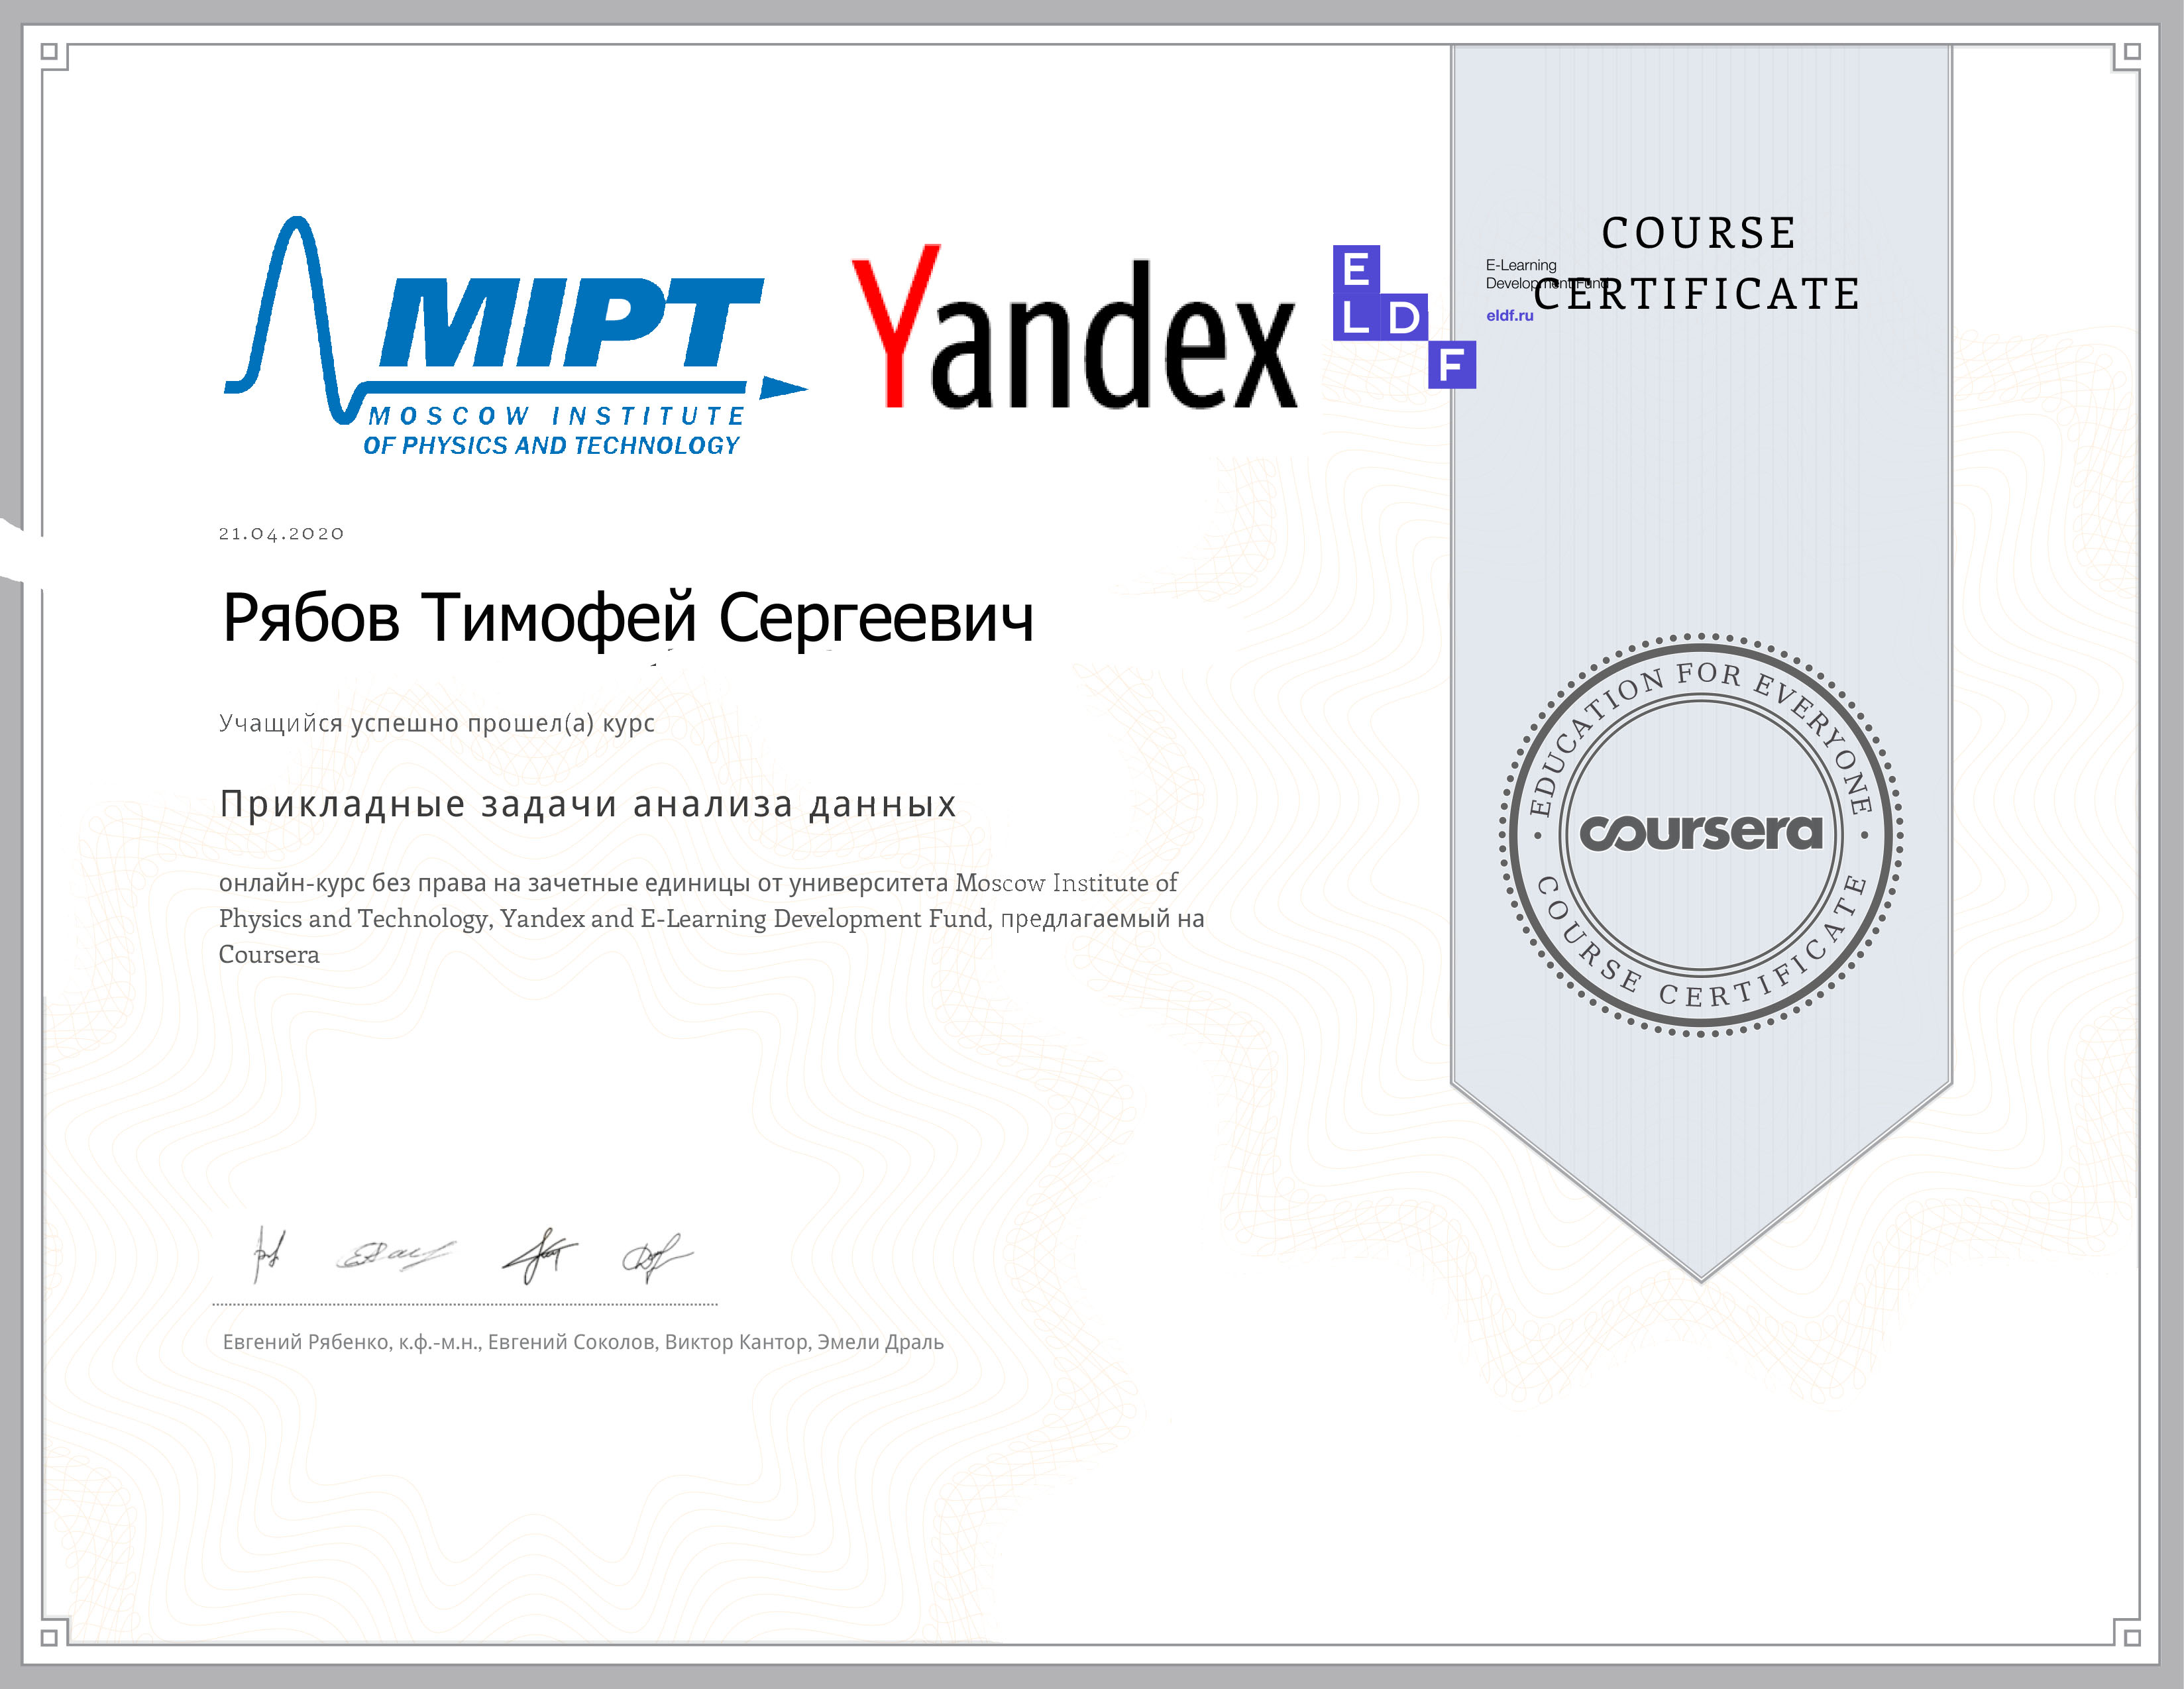 MIPT
MOSCOW INSTITUTE
OF PHYSICS AND TECHNOLOGY
Yandex
E
L D
F
E-Learning
Development Fund
eldf.ru
COURSE
CERTIFICATE
21.04.2020
Рябов Тимофей Сергеевич
Учащийся успешно прошел(а) курс
Прикладные задачи анализа данных
онлайн-курс без права на зачетные единицы от университета Moscow Institute of
Physics and Technology, Yandex and E-Learning Development Fund, предлагаемый на
Coursera
EDUCATION FOR EVERYONE
coursera
COURSE CERTIFICATE
Евгений Рябенко, к.ф.-м.н., Евгений Соколов, Виктор Кантор, Эмели Драль